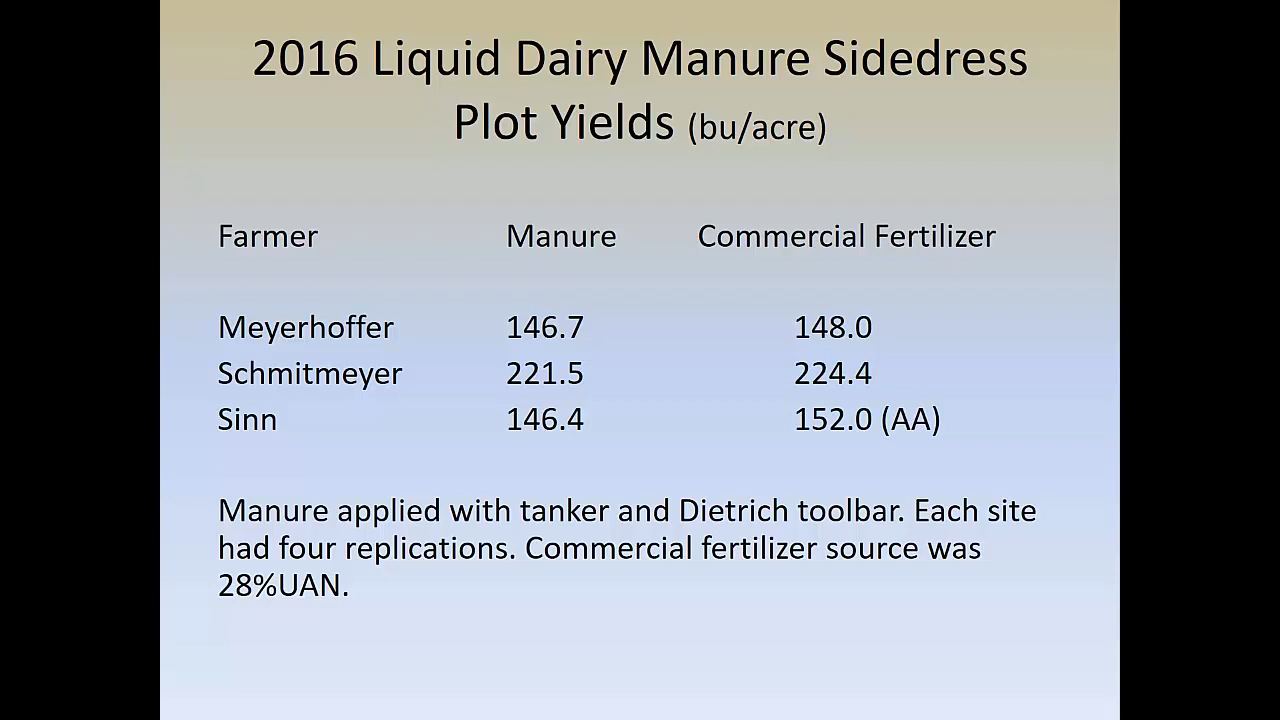 2016 Liquid Dairy Manure Sidedress
Plot Yields (bu/acre)
Farmer Manure Commercial Fertilizer
Meyerhoffer 146.7 148.0
Schmitmeyer 221.5 224.4
Sinn 146.4 152.0 (AA)
Manure applied with tanker and Dietrich toolbar. Each site
had four replications. Commercial fertilizer source was
28%UAN.